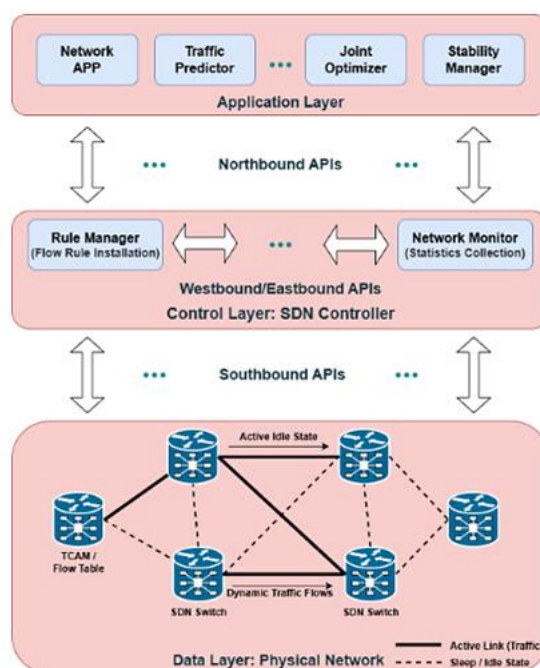 Network
APP
Traffic
Predictor
Joint
Optimizer
Stability
Manager
Application Layer
Northbound APIs
Rule Manager
(Flow Rule Installation)
Network Monitor
(Statistics Collection)
Westbound/Eastbound APIs
Control Layer: SDN Controller
Southbound APIs
Active Idle State
TCAM /
Flow Table
SDN Switch
Dynamic Traffic Flows
SDN Switch
Active Link (Traffic
Sleep / Idle State
Data Layer: Physical Network